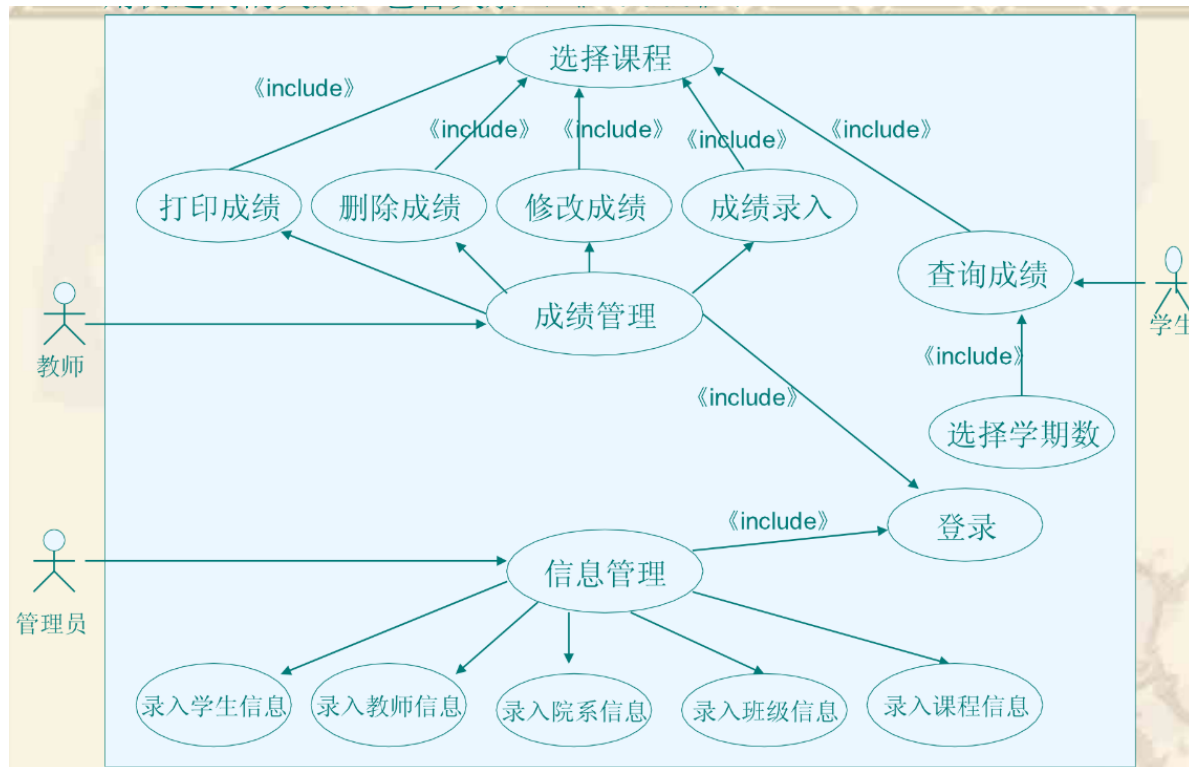 选择课程
《include》
《include》
《include》
《include》
《include》
打印成绩
删除成绩
修改成绩
成绩录入
查询成绩
成绩管理
教师
学生
《include》
《include》
选择学期数
《include》
登录
信息管理
管理员
录入学生信息
录入教师信息
录入院系信息
录入班级信息
录入课程信息